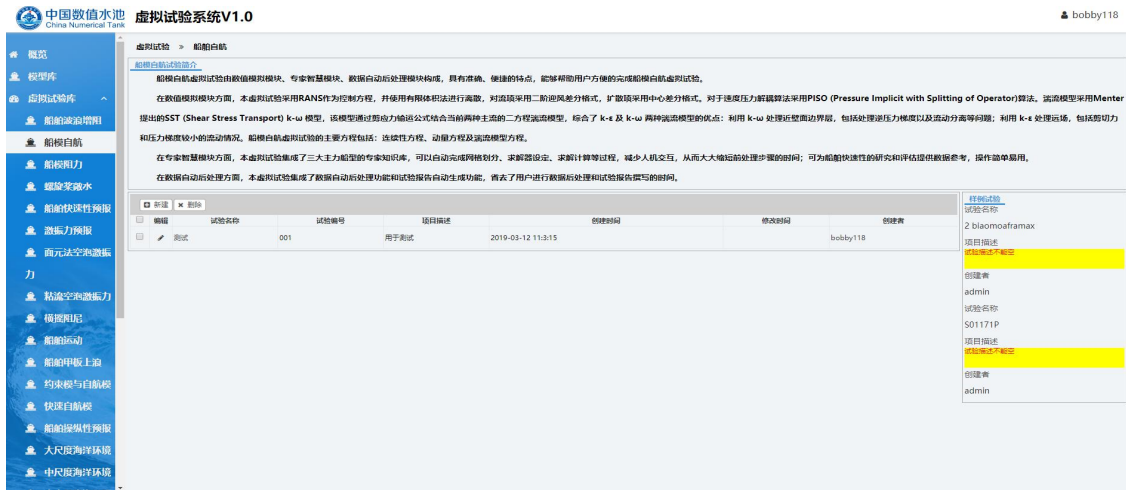 中国数值水池
China Numerical Tank
虚拟试验系统V1.0
bobby118
概览
模型库
虚拟试验库
船舶波浪增阻
船模自航
船模阻力
螺旋桨敞水
船舶快速性预报
激振力预报
面元法空泡激振
力
粘流空泡激振力
横摇阻尼
船舶运动
船舶甲板上浪
约束模与自航模
快速自航模
船舶操纵性预报
大尺度海洋环境
中尺度海洋环境
虚拟试验 » 船舶自航
船模自航试验简介
船模自航虚拟试验由数值模拟模块、专家智慧模块、数据自动后处理模块构成，具有准确、便捷的特点，能够帮助用户方便的完成船模自航虚拟试验。
在数值模拟模块方面，本虚拟试验采用RANS作为控制方程，并使用有限体积法进行离散，对流项采用二阶迎风差分格式，扩散项采用中心差分格式。对于速度压力解耦算法采用PISO (Pressure Implicit with Splitting of Operator)算法。湍流模型采用Menter
提出的SST (Shear Stress Transport) k-ω 模型，该模型通过剪应力输运公式结合当前两种主流的二方程湍流模型，综合了 k-ε 及 k-ω 两种湍流模型的优点：利用 k-ω 处理近壁面边界层，包括处理逆压力梯度以及流动分离等问题；利用 k-ε 处理远场，包括剪切力
和压力梯度较小的流动情况。船模自航虚拟试验的主要方程包括：连续性方程、动量方程及湍流模型方程。
在专家智慧模块方面，本虚拟试验集成了三大主力船型的专家知识库，可以自动完成网格划分、求解器设定、求解计算等过程，减少人机交互，从而大大缩短前处理步骤的时间；可为船舶快速性的研究和评估提供数据参考，操作简单易用。
在数据自动后处理方面，本虚拟试验集成了数据自动后处理功能和试验报告自动生成功能，省去了用户进行数据后处理和试验报告撰写的时间。
新建 删除
编辑 试验名称 试验编号 项目描述 创建时间 修改时间 创建者
测试 001 用于测试 2019-03-12 11:3:15 bobby118
样例试验
试验名称
2 biaomoaframax
项目描述
试验描述不能空
创建者
admin
试验名称
S01171P
项目描述
试验描述不能空
创建者
admin